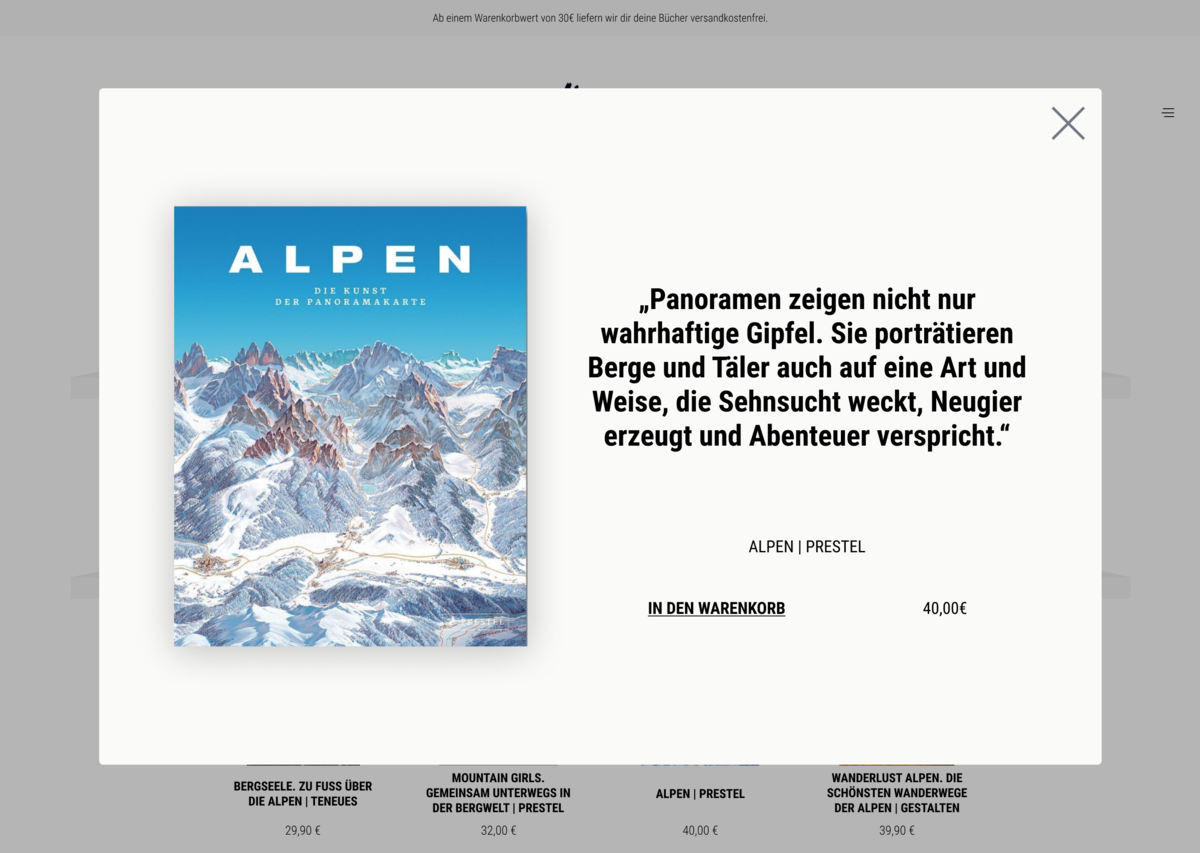 Ab einem Warenkorbwert von 30€ liefern wir dir deine Bücher versandkostenfrei.
ALPEN
DIE KUNST
DER PANORAMAKARTE
PRESTEL
„Panoramen zeigen nicht nur
wahrhaftige Gipfel. Sie porträtieren
Berge und Täler auch auf eine Art und
Weise, die Sehnsucht weckt, Neugier
erzeugt und Abenteuer verspricht.“
ALPEN | PRESTEL
IN DEN WARENKORB
40,00€
BERGSEELE. ZU FUSS ÜBER
DIE ALPEN | TENEUES
29,90 €
MOUNTAIN GIRLS.
GEMEINSAM UNTERWEGS IN
DER BERGWELT | PRESTEL
32,00 €
ALPEN | PRESTEL
40,00 €
WANDERLUST ALPEN. DIE
SCHÖNSTEN WANDERWEGE
DER ALPEN | GESTALTEN
39,90 €